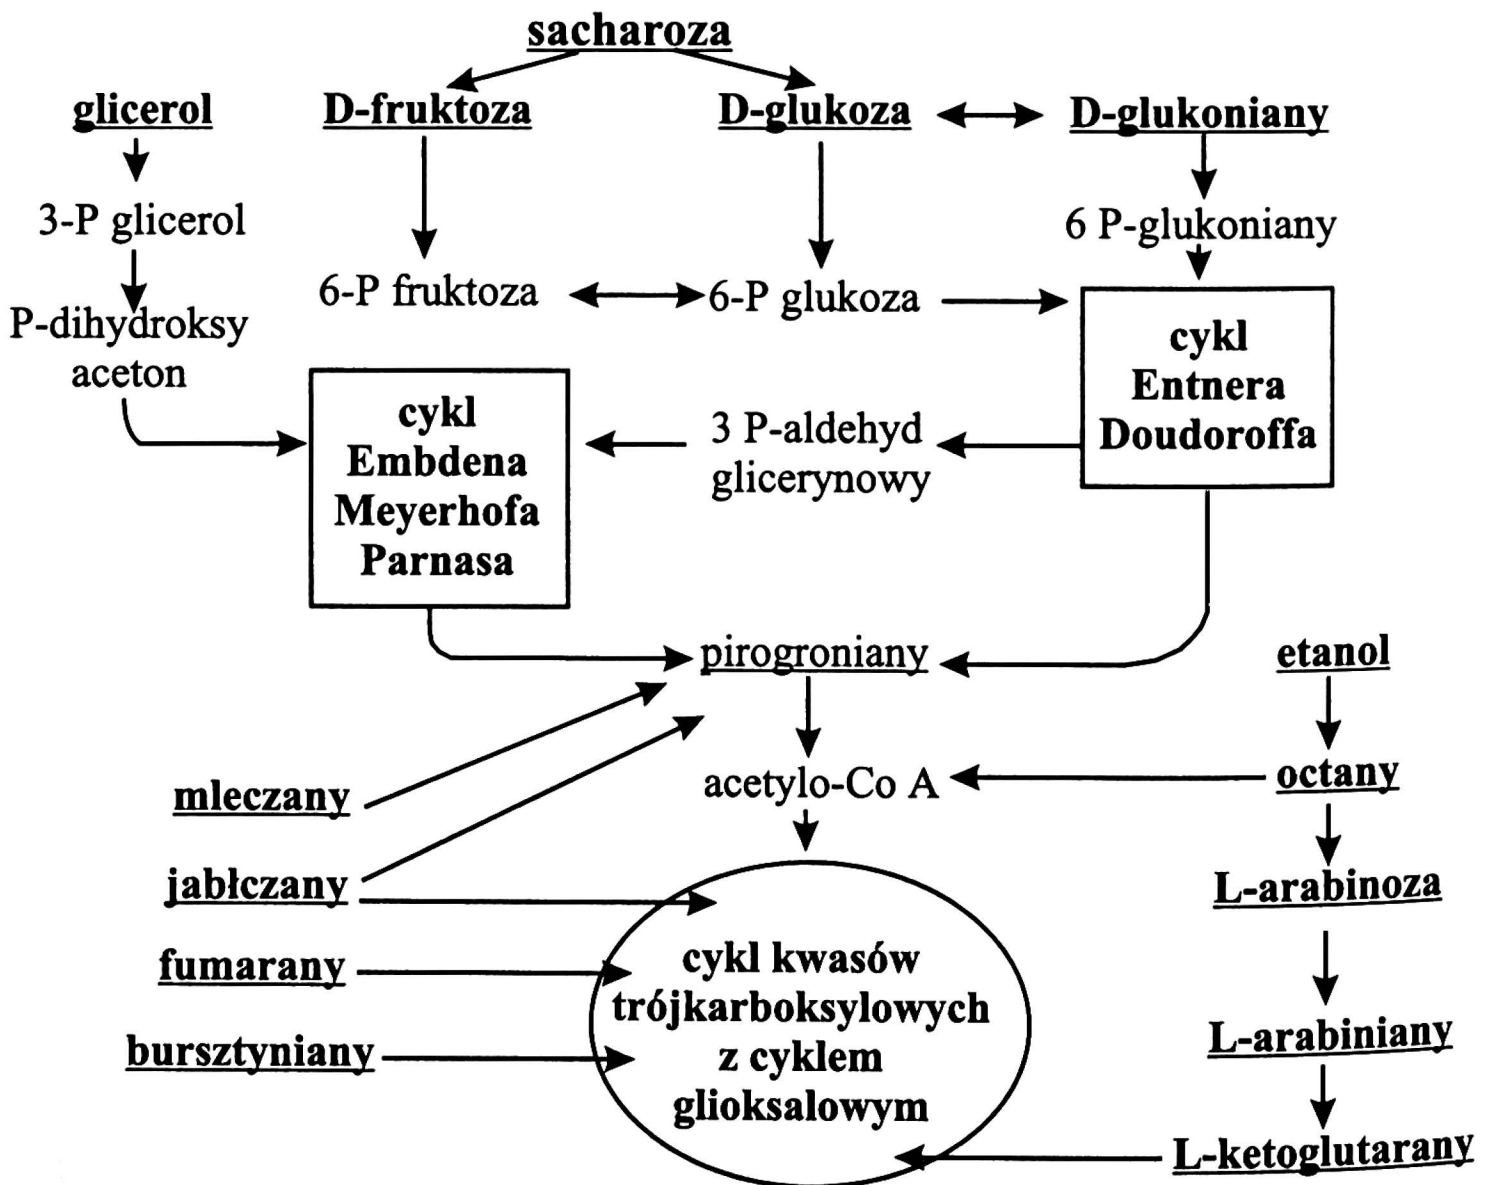 sacharoza
glicerol
D-fruktoza
D-glukoza
D-glukoniany
3-P glicerol
6 P-glukoniany
6-P fruktoza
6-P glukoza
P-dihydroksy
aceton
cykl
Entnera
Doudoroffa
cykl
Embdena
Meyerhofa
Parnasa
3 P-aldehyd
glicerynowy
pirogroniany
etanol
acetylo-Co A
octany
mleczany
jabłczany
L-arabinoza
fumarany
cykl kwasów
trójkarboksylowych
z cyklem
glioksalowym
bursztyniany
L-arabiniany
L-ketoglutarany